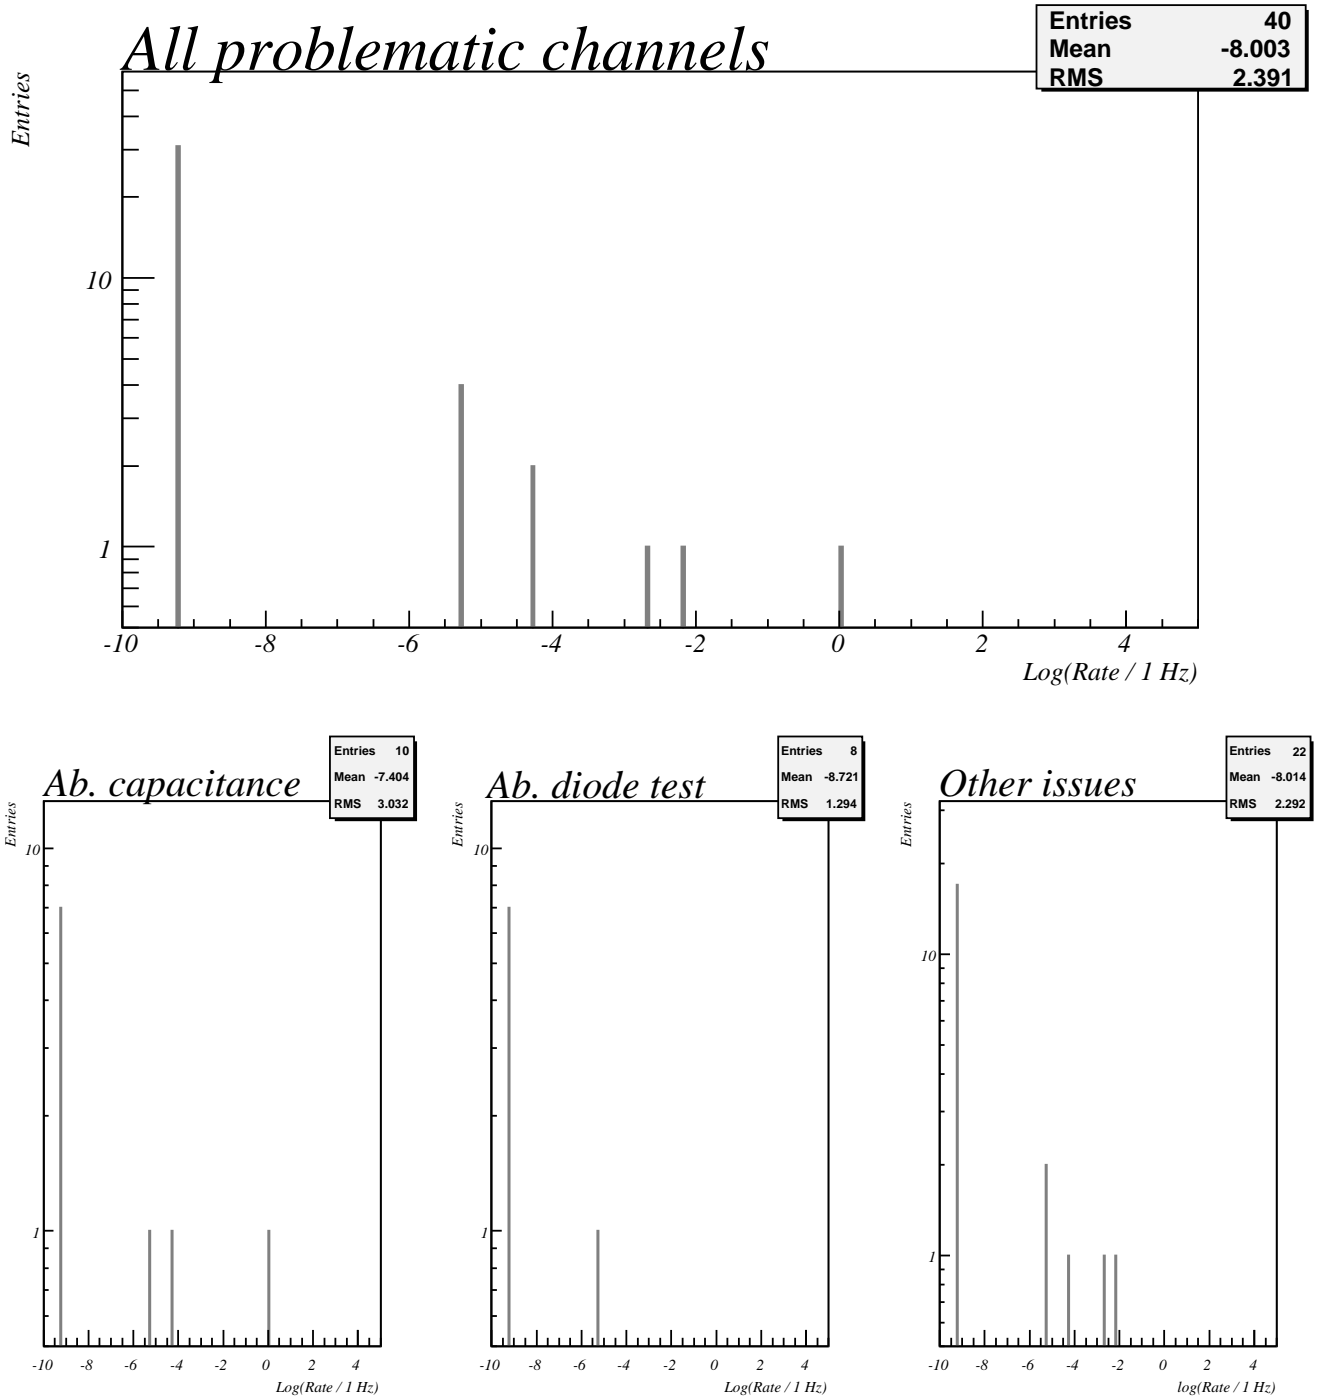 All problematic channels
Entries 40
Mean -8.003
RMS 2.391
Entries
10
1
-10 -8 -6 -4 -2 0 2 4
Log(Rate / 1 Hz)
Ab. capacitance
Entries 10
Mean -7.404
RMS 3.032
Entries
10
1
-10 -8 -6 -4 -2 0 2 4
Log(Rate / 1 Hz)
Ab. diode test
Entries 8
Mean -8.721
RMS 1.294
Entries
10
1
-10 -8 -6 -4 -2 0 2 4
Log(Rate / 1 Hz)
Other issues
Entries 22
Mean -8.014
RMS 2.292
Entries
10
1
-10 -8 -6 -4 -2 0 2 4
log(Rate / 1 Hz)